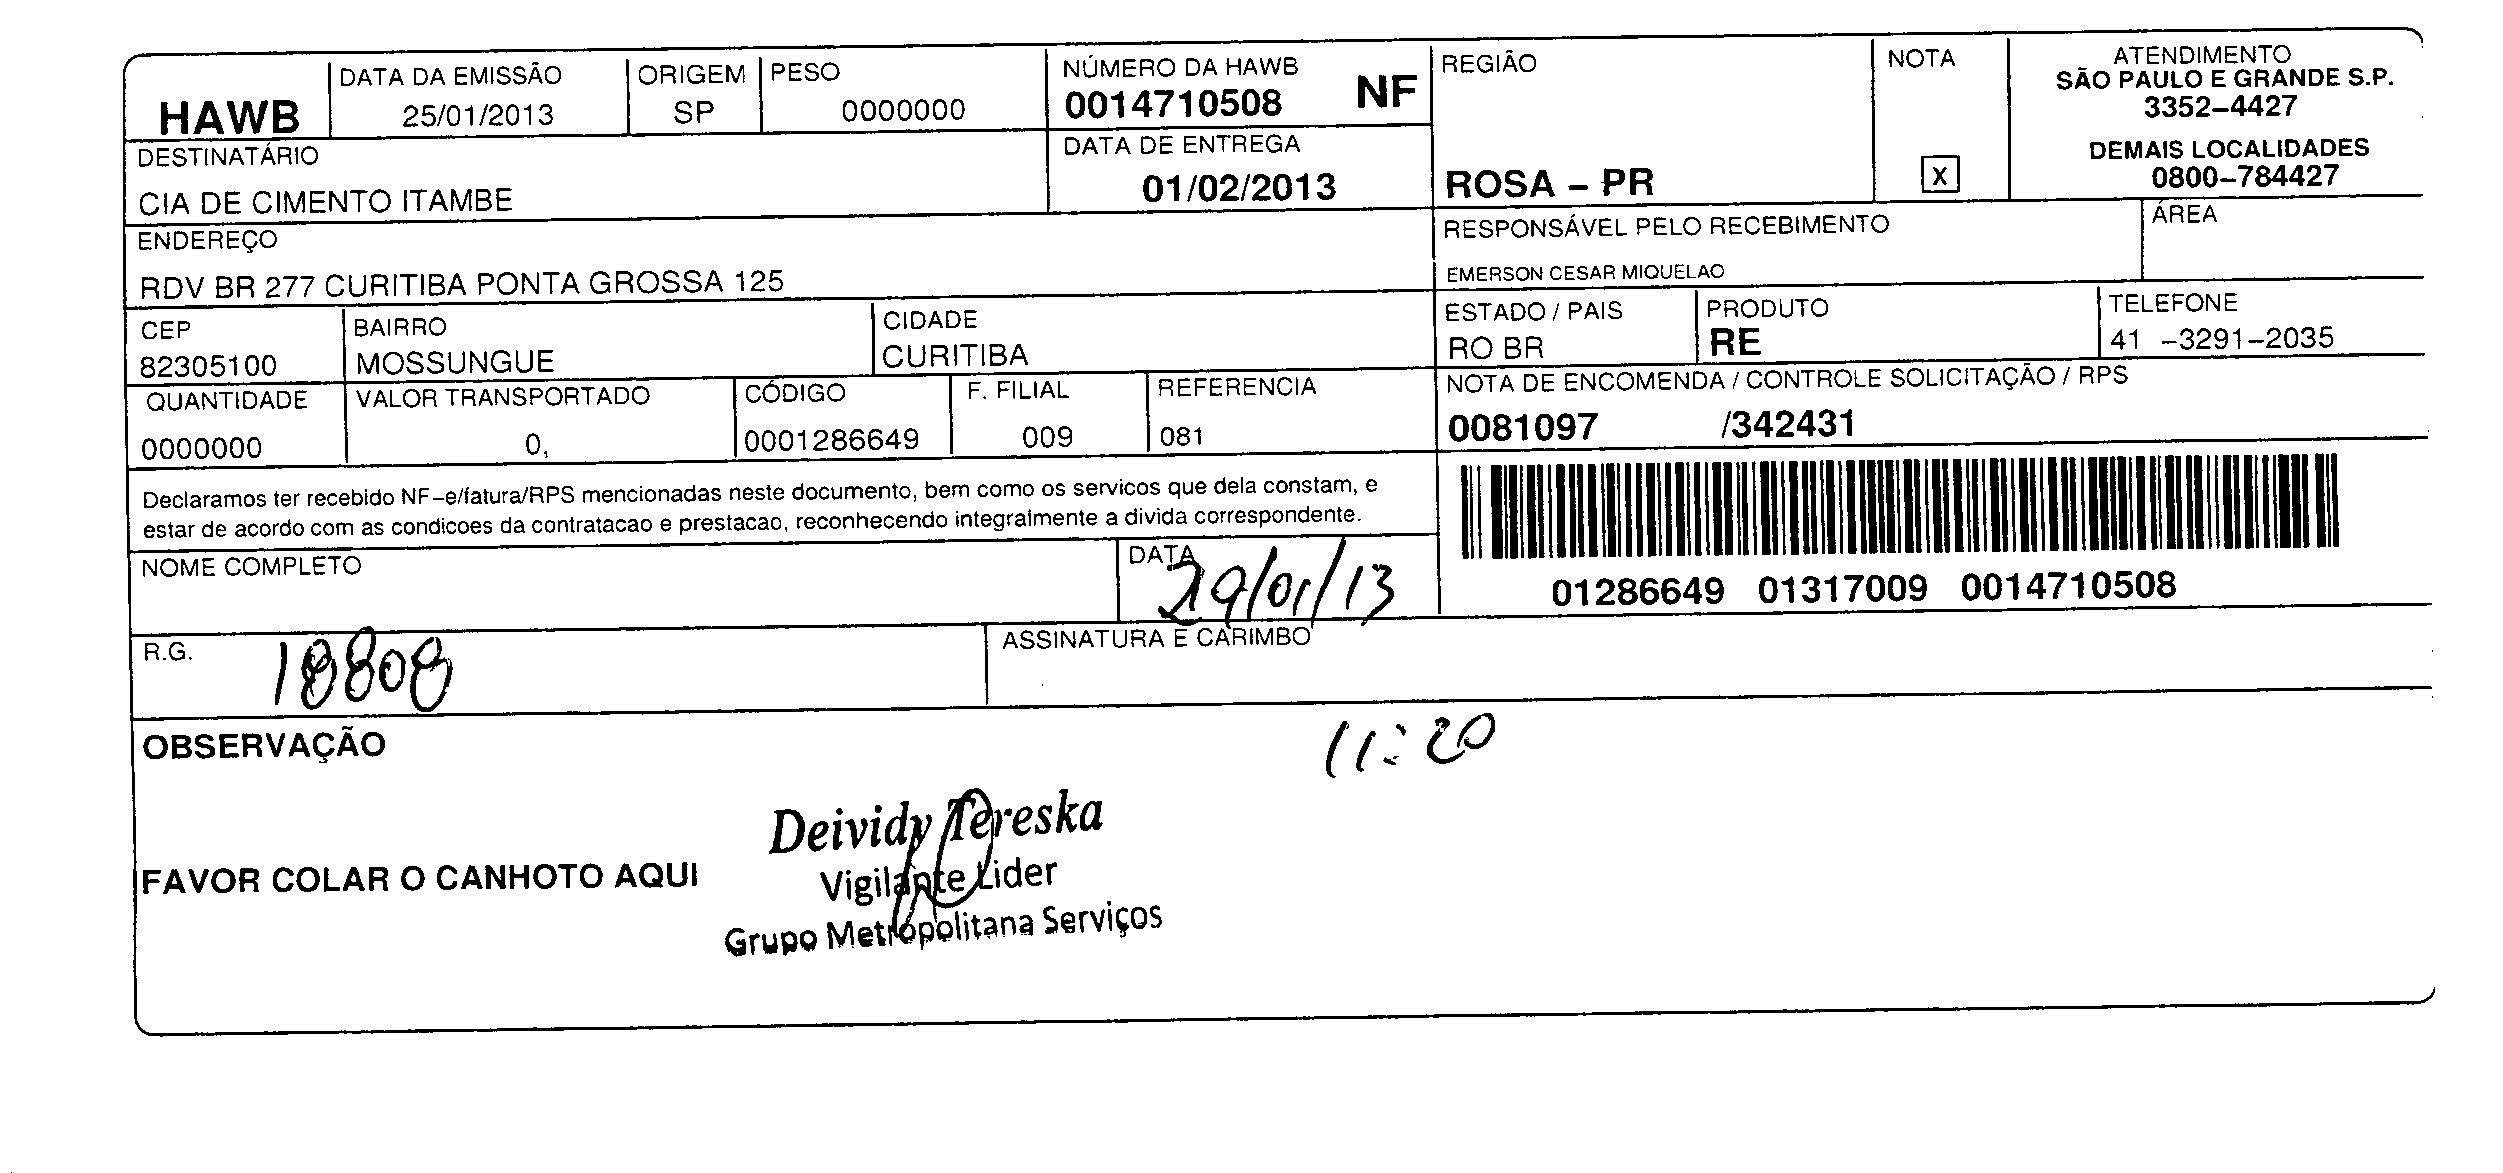 HAWB
DATA DA EMISSÃO
25/01/2013
ORIGEM
SP
PESO
0000000
NÚMERO DA HAWB
0014710508 NF
REGIÃO
ROSA – PR
NOTA
X
ATENDIMENTO
SÃO PAULO E GRANDE S.P.
3352–4427
DEMAIS LOCALIDADES
0800–784427
DESTINATÁRIO
CIA DE CIMENTO ITAMBE
DATA DE ENTREGA
01/02/2013
ENDEREÇO
RDV BR 277 CURITIBA PONTA GROSSA 125
RESPONSÁVEL PELO RECEBIMENTO
EMERSON CESAR MIQUELAO
ÁREA
CEP
82305100
BAIRRO
MOSSUNGUE
CIDADE
CURITIBA
ESTADO / PAIS
RO BR
PRODUTO
RE
TELEFONE
41 –3291–2035
QUANTIDADE
0000000
VALOR TRANSPORTADO
0,
CÓDIGO
0001286649
F. FILIAL
009
REFERENCIA
081
NOTA DE ENCOMENDA / CONTROLE SOLICITAÇÃO / RPS
0081097 /342431
Declaramos ter recebido NF–e/fatura/RPS mencionadas neste documento, bem como os servicos que dela constam, e
estar de acordo com as condicoes da contratacao e prestacao, reconhecendo integralmente a divida correspondente.
01286649 01317009 0014710508
NOME COMPLETO
DATA
29/01/13
R.G.
18808
ASSINATURA E CARIMBO
OBSERVAÇÃO
11:20
FAVOR COLAR O CANHOTO AQUI
Deividy Tereska
Vigilante Lider
Grupo Metropolitana Serviços